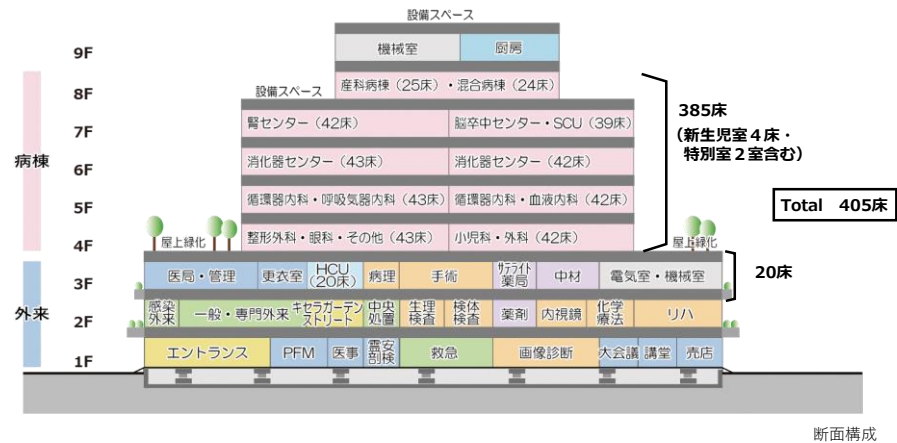 設備スペース
9F
機械室
厨房
8F
設備スペース
産科病棟（25床）・混合病棟（24床）
7F
腎センター（42床）
脳卒中センター・SCU（39床）
病棟
6F
消化器センター（43床）
消化器センター（42床）
5F
循環器内科・呼吸器内科（43床）
循環器内科・血液内科（42床）
4F
屋上緑化
整形外科・眼科・その他（43床）
小児科・外科（42床）
屋上緑化
385床
（新生児室４床・
特別室２室含む）
Total　405床
20床
外来
3F
医局・管理
更衣室
HCU
（20床）
病理
手術
サテライト
薬局
中材
電気室・機械室
2F
感染
外来
一般・専門外来
キセラガーデン
ストリート
中央
処置
生理
検査
検体
検査
薬剤
内視鏡
化学
療法
リハ
1F
エントランス
PFM
医事
霊安
剖検
救急
画像診断
大会議
講堂
売店
断面構成